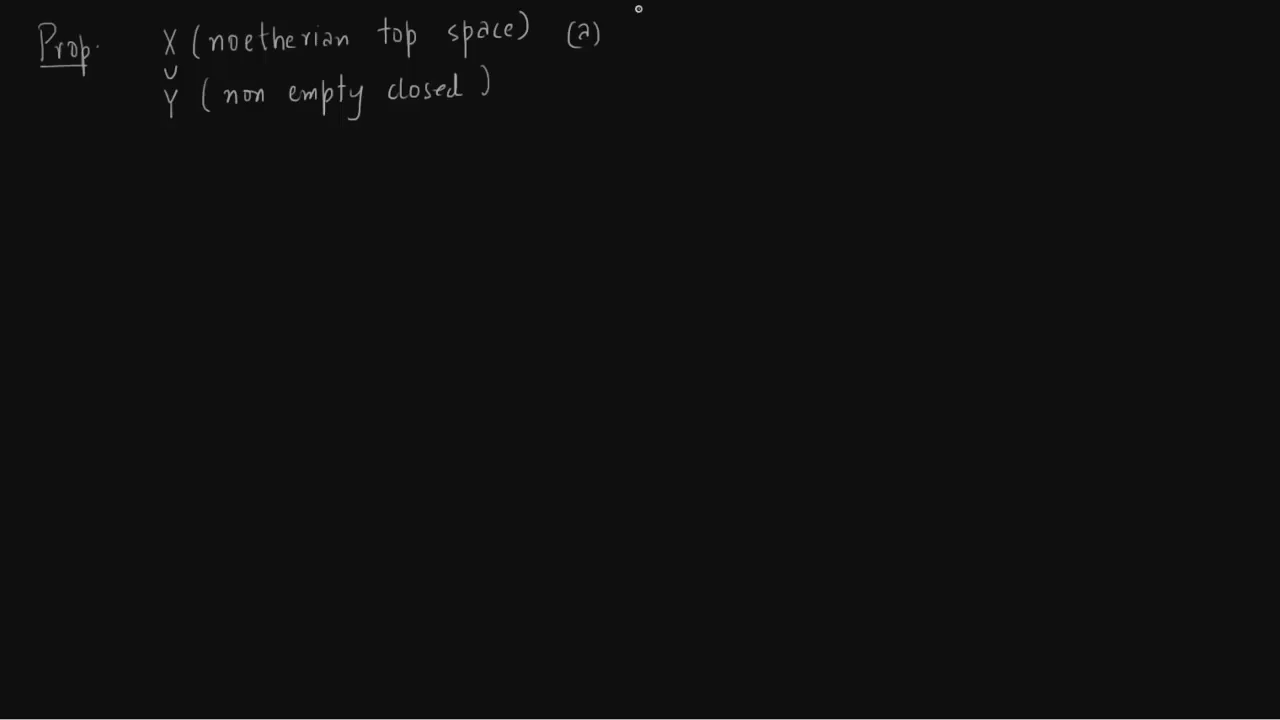 Prop. X (noetherian top space) (a)
∪
Y (non empty closed)